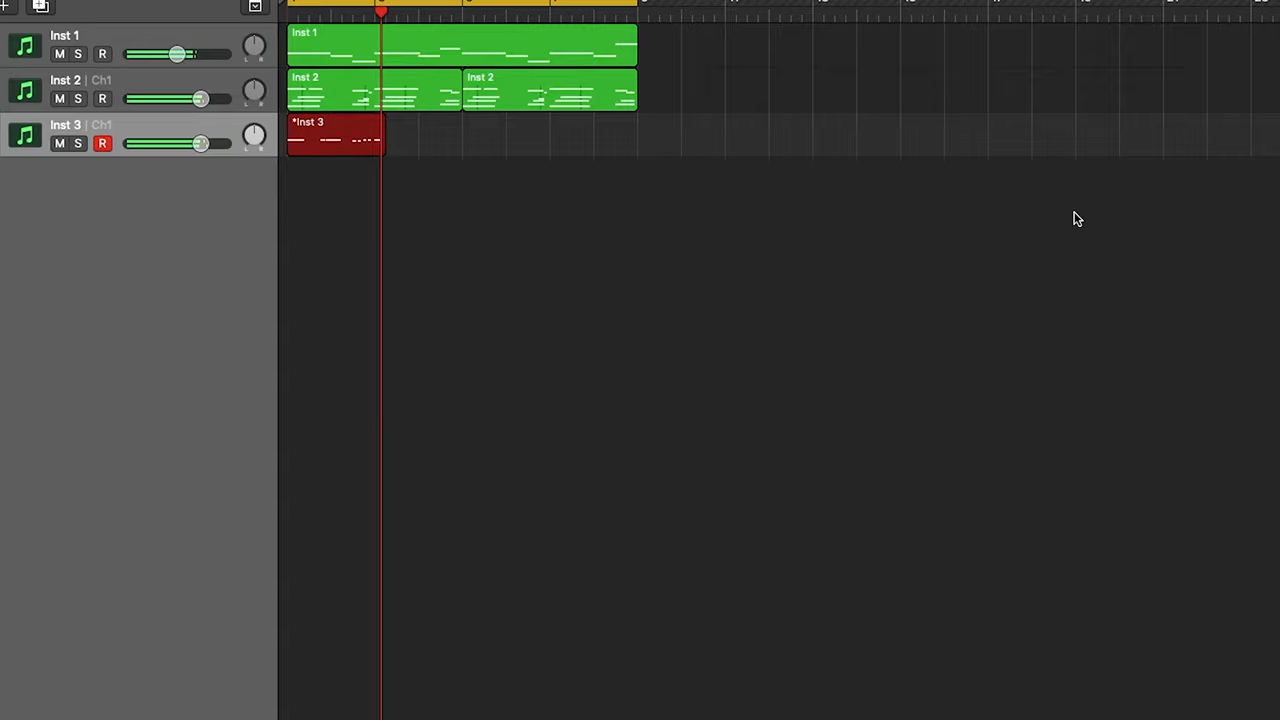 Inst 1
M S R
L R
Inst 1
Inst 2 | Ch1
M S R
L R
Inst 2
Inst 2
Inst 3 | Ch1
M S R
L R
*Inst 3